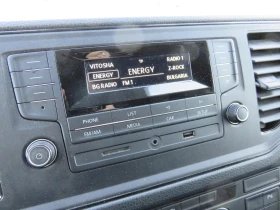 VITOSHA RADIO 1
ENERGY ENERGY Z-ROCK
BG RADIO FM 1 BULGARIA
PHONE LIST
FM/AM MEDIA